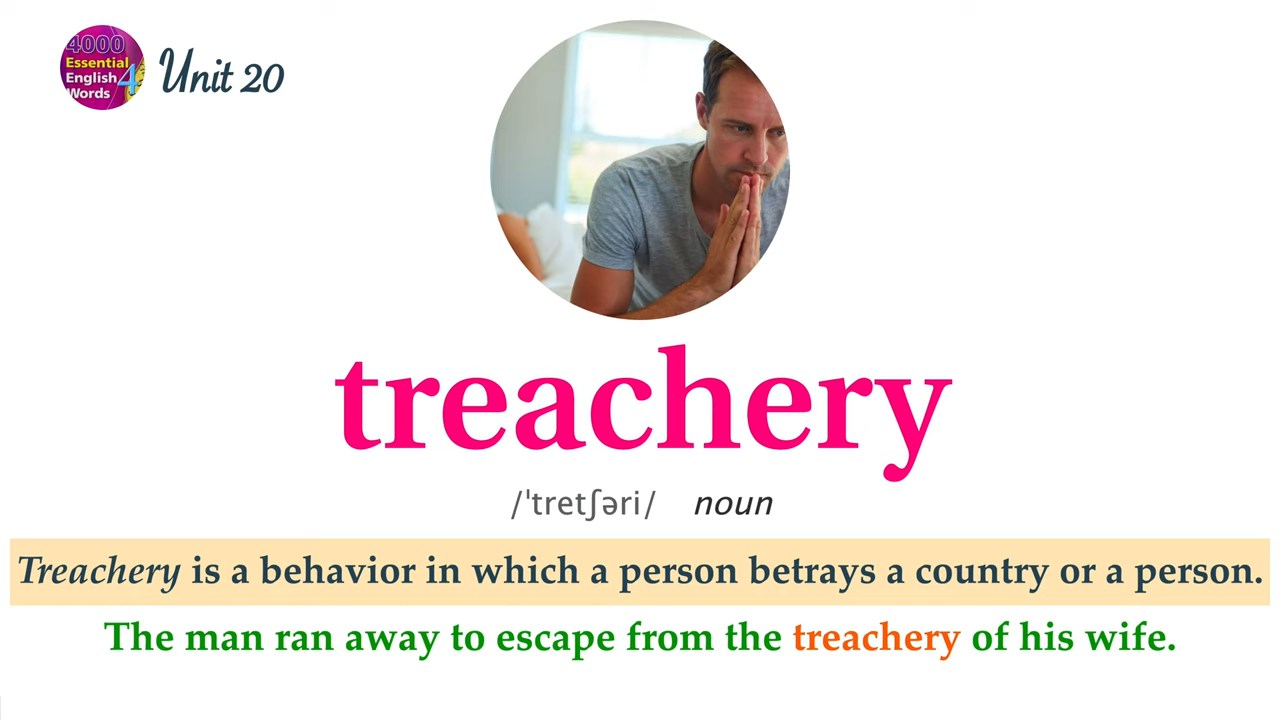 4000
Essential
English
Words 4
Unit 20
treachery
/ˈtretʃəri/ noun
Treachery is a behavior in which a person betrays a country or a person.
The man ran away to escape from the treachery of his wife.